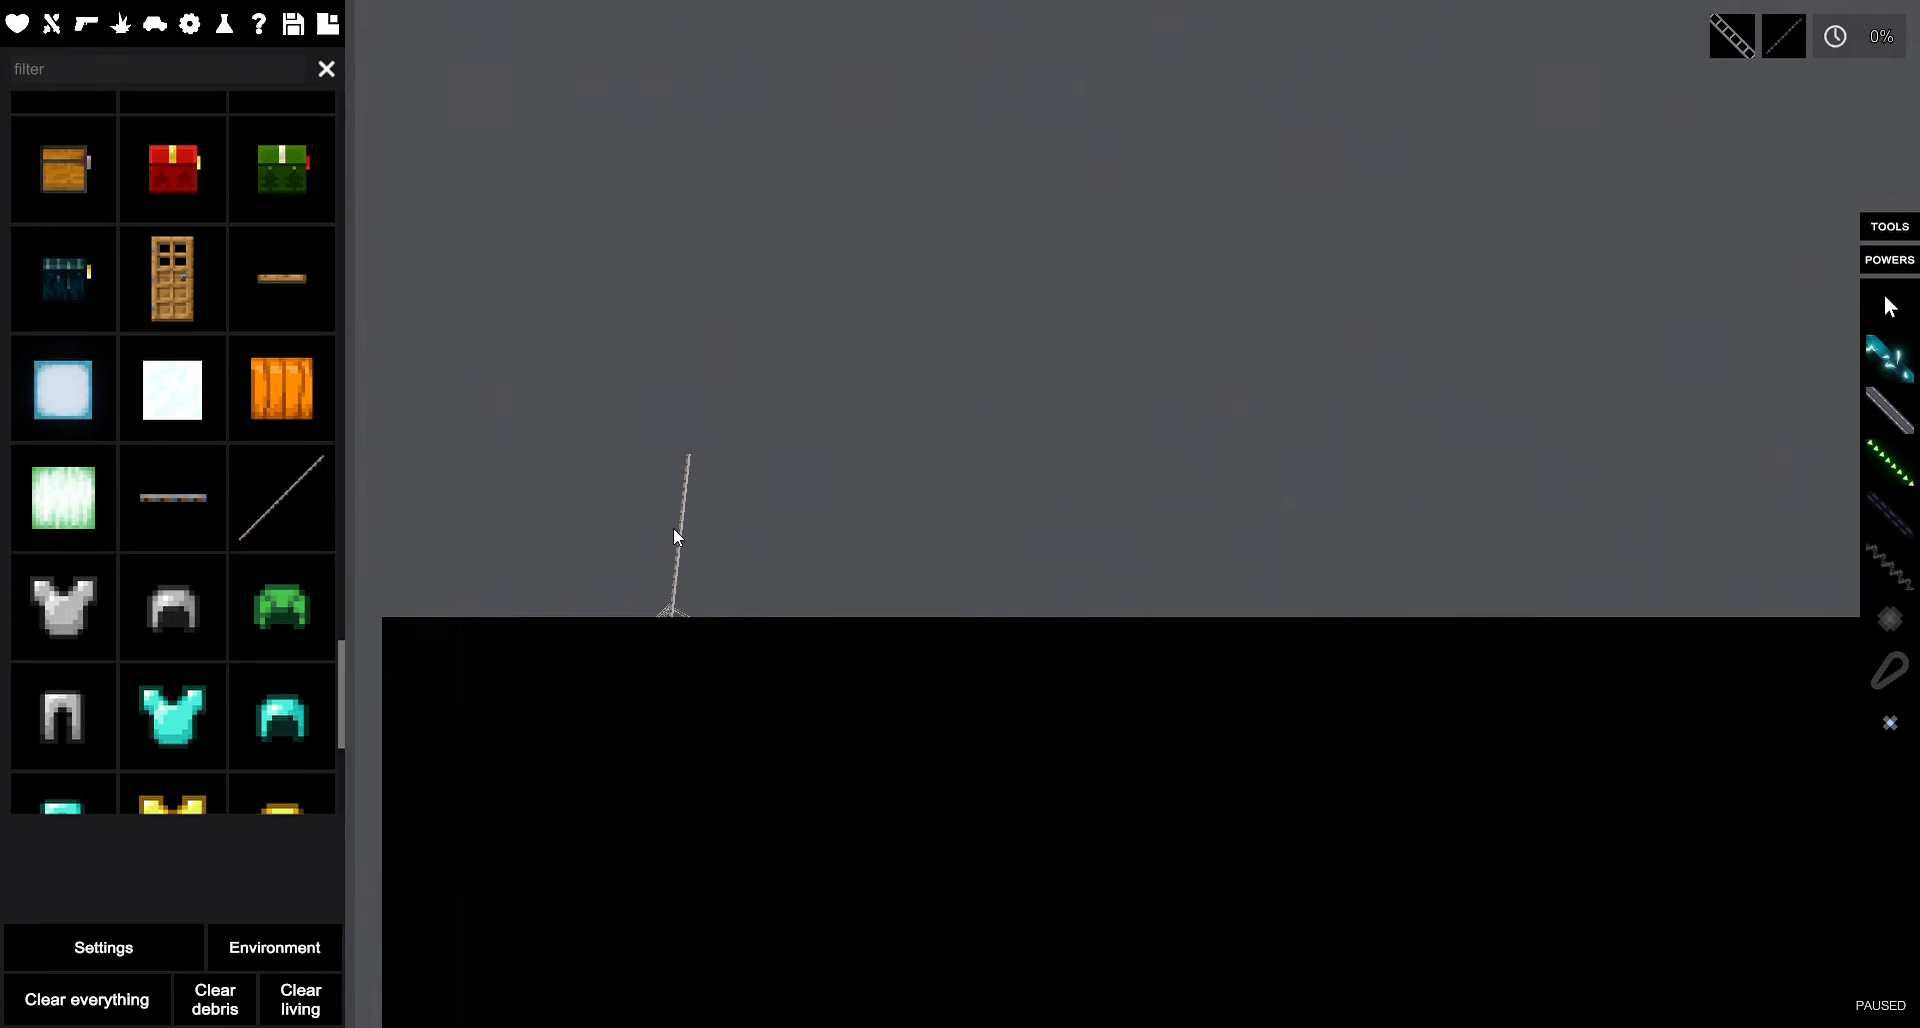 0%
filter
TOOLS
POWERS
Settings
Environment
Clear everything
Clear
debris
Clear
living
PAUSED